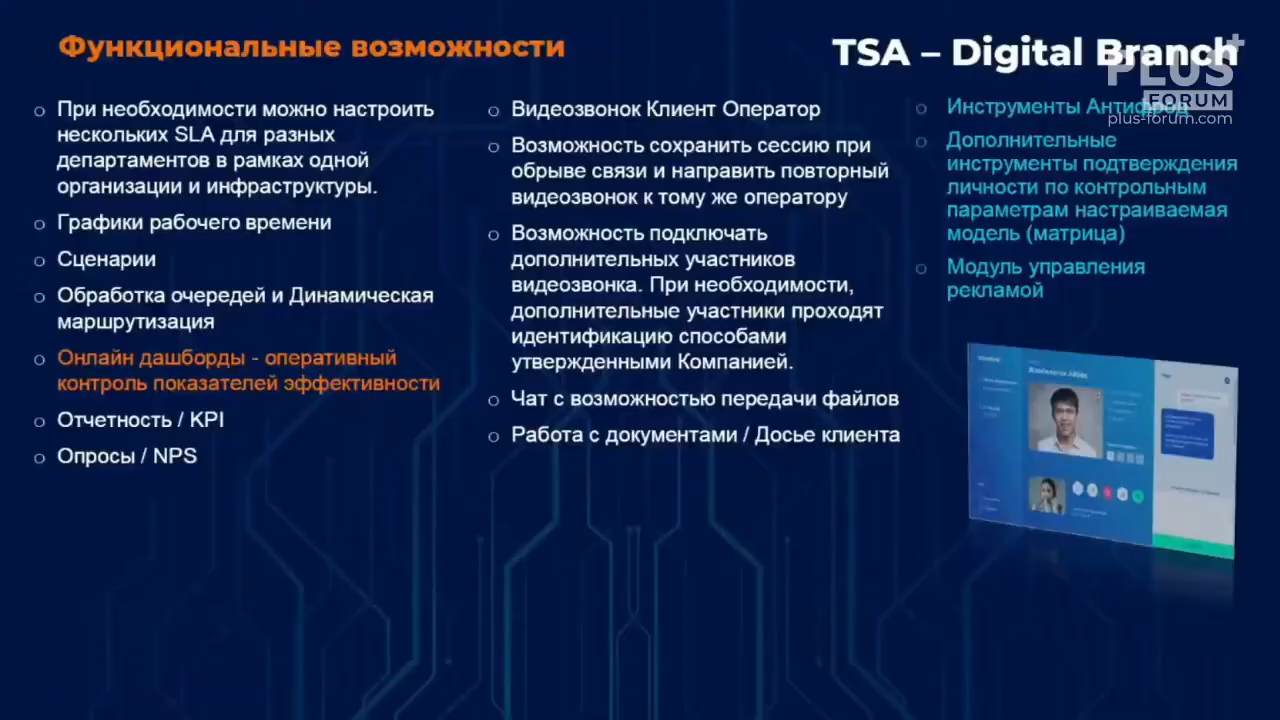 Функциональные возможности
TSA – Digital Branch
PLUS+
FORUM
plus-forum.com
При необходимости можно настроить
нескольких SLA для разных
департаментов в рамках одной
организации и инфраструктуры.
Графики рабочего времени
Сценарии
Обработка очередей и Динамическая
маршрутизация
Онлайн дашборды - оперативный
контроль показателей эффективности
Отчетность / KPI
Опросы / NPS
Видеозвонок Клиент Оператор
Возможность сохранить сессию при
обрыве связи и направить повторный
видеозвонок к тому же оператору
Возможность подключать
дополнительных участников
видеозвонка. При необходимости,
дополнительные участники проходят
идентификацию способами
утвержденными Компанией.
Чат с возможностью передачи файлов
Работа с документами / Досье клиента
Инструменты Антифрод
Дополнительные
инструменты подтверждения
личности по контрольным
параметрам настраиваемая
модель (матрица)
Модуль управления
рекламой